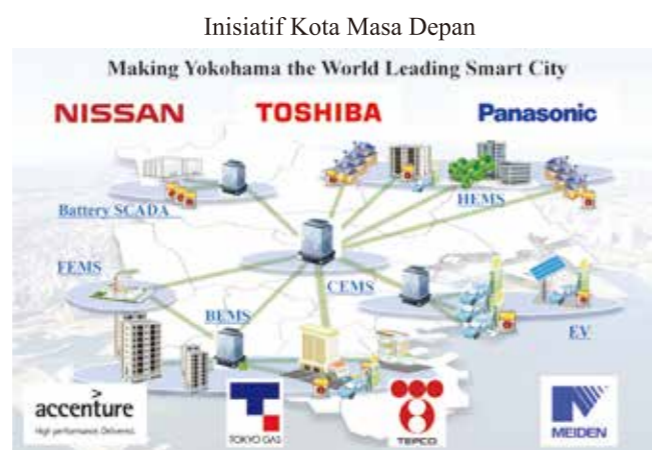 Inisiatif Kota Masa Depan
Making Yokohama the World Leading Smart City
NISSAN TOSHIBA Panasonic
HEMS
Battery SCADA
FEMS
CEMS
BEMS
EV
accenture
High performance. Delivered.
TOKYO GAS
TEPCO
MEIDEN